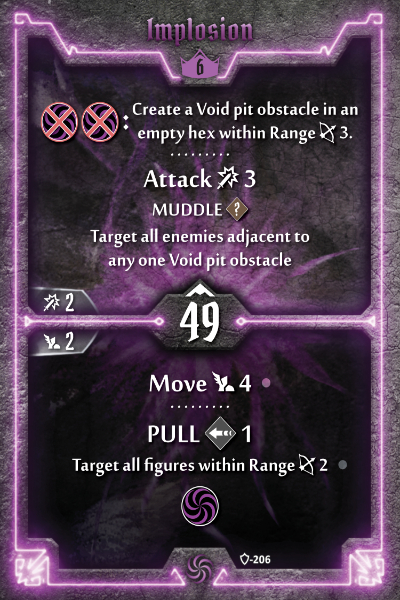 Implosion
6
: Create a Void pit obstacle in an
empty hex within Range 3.
Attack 3
MUDDLE ?
Target all enemies adjacent to
any one Void pit obstacle
2
49
2
Move 4
PULL 1
Target all figures within Range 2
-206